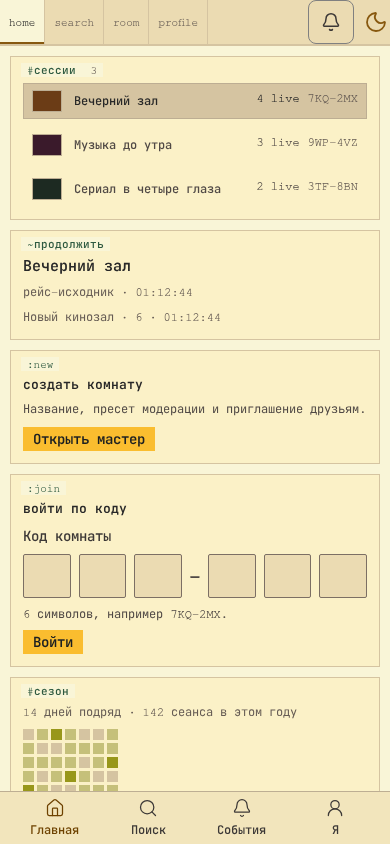 home search room profile
#сессии 3
Вечерний зал 4 live 7KQ-2MX
Музыка до утра 3 live 9WP-4VZ
Сериал в четыре глаза 2 live 3TF-8BN
~продолжить
Вечерний зал
рейс-исходник · 01:12:44
Новый кинозал · 6 · 01:12:44
:new
создать комнату
Название, пресет модерации и приглашение друзьям.
Открыть мастер
:join
войти по коду
Код комнаты
–
6 символов, например 7KQ-2MX.
Войти
#сезон
14 дней подряд · 142 сеанса в этом году
Главная Поиск События Я